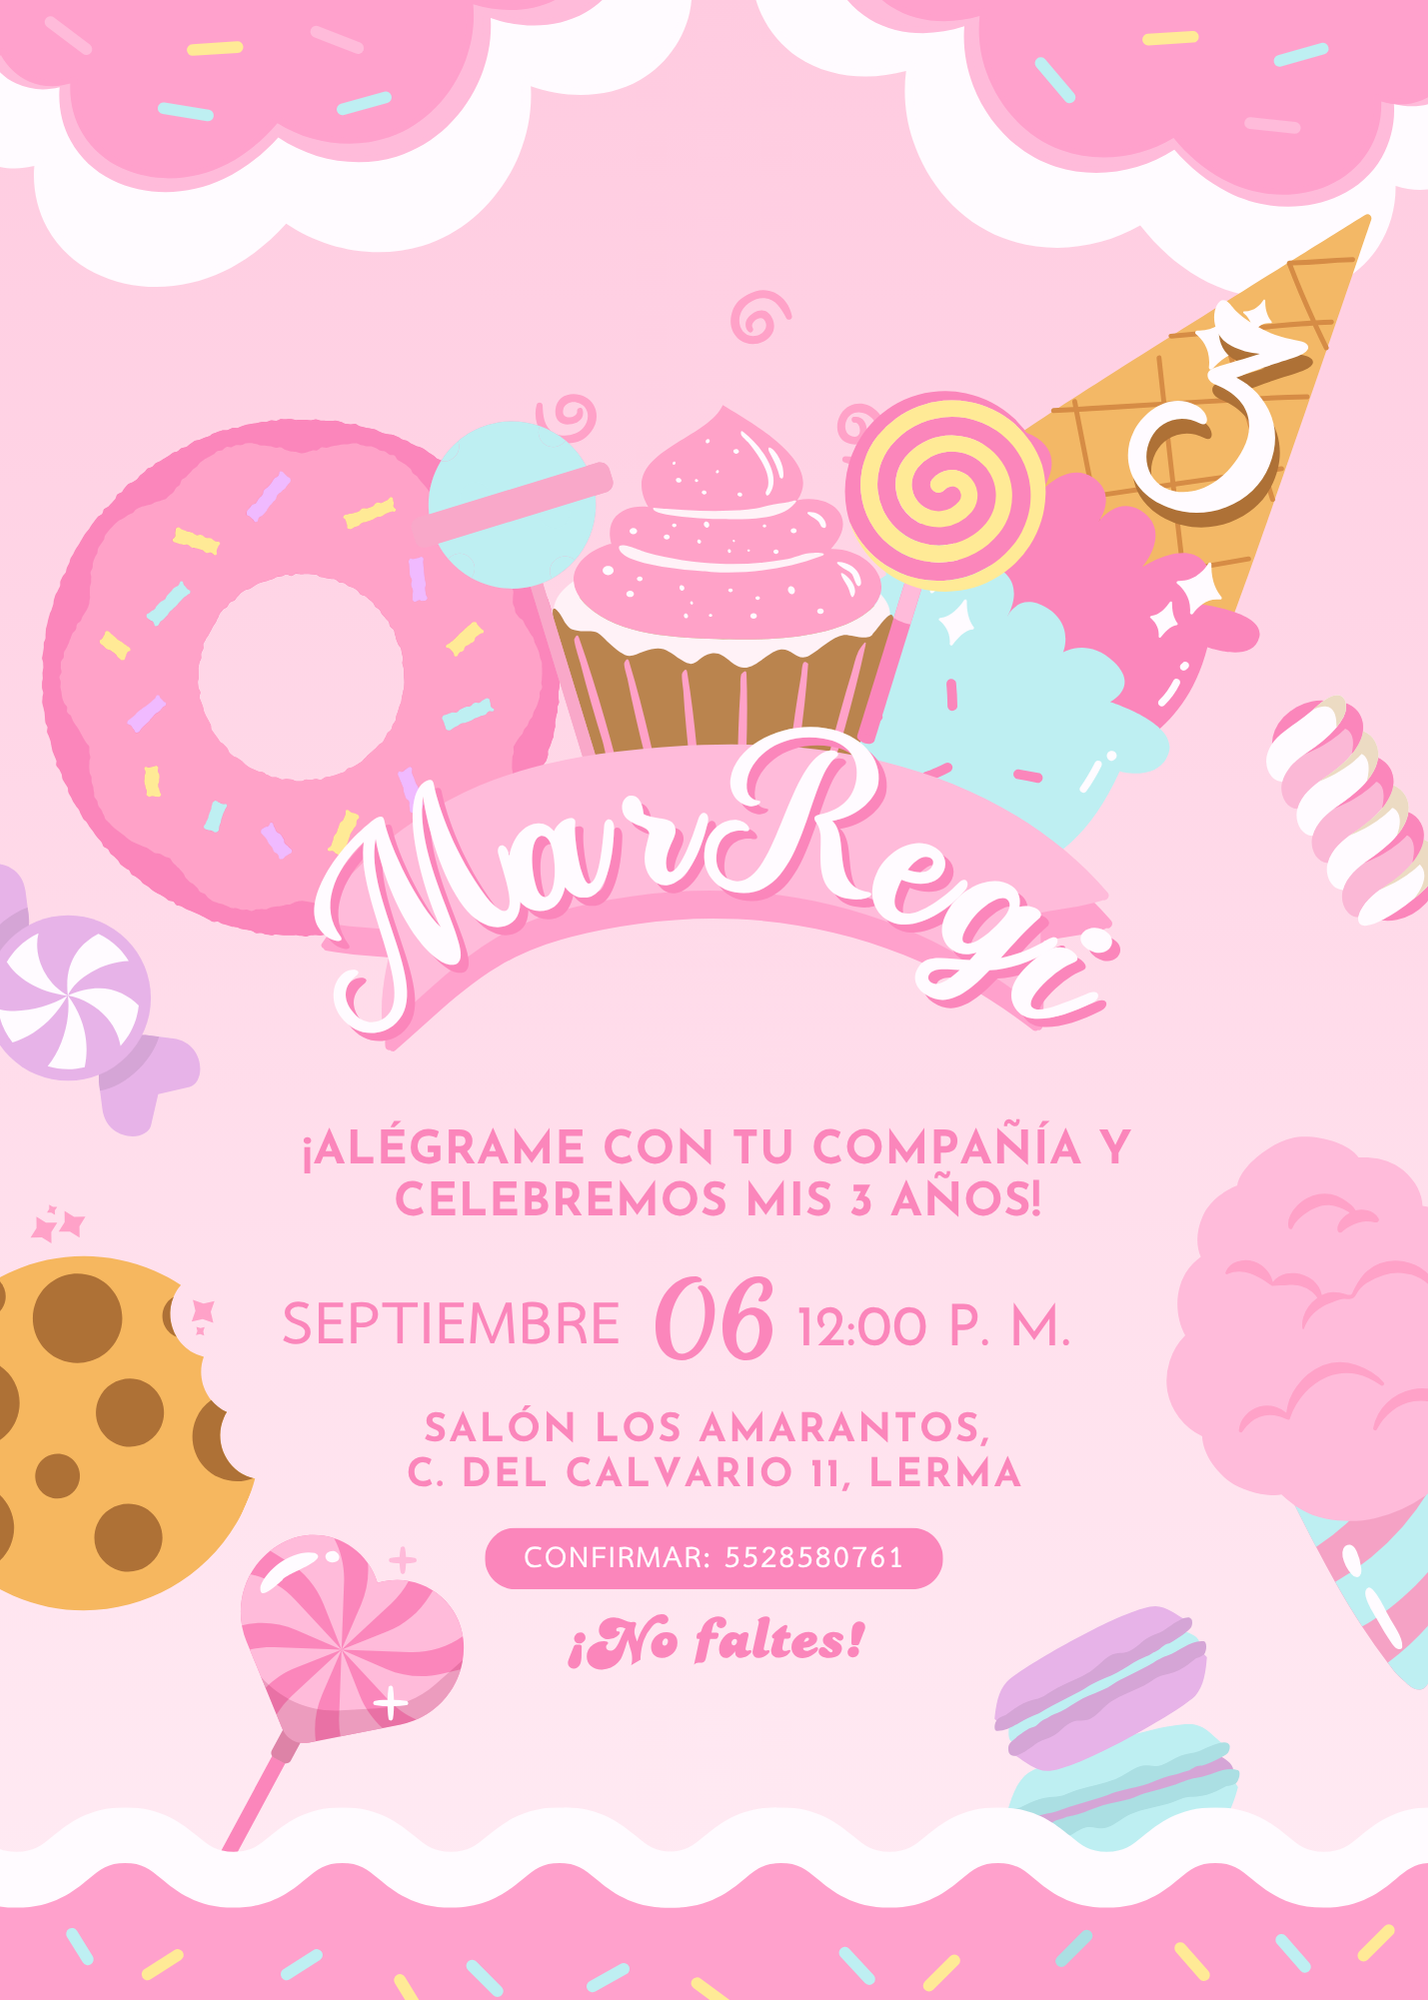 3
MarRegi
¡ALÉGRAME CON TU COMPAÑÍA Y
CELEBREMOS MIS 3 AÑOS!
SEPTIEMBRE 06 12:00 P. M.
SALÓN LOS AMARANTOS,
C. DEL CALVARIO 11, LERMA
CONFIRMAR: 5528580761
¡No faltes!